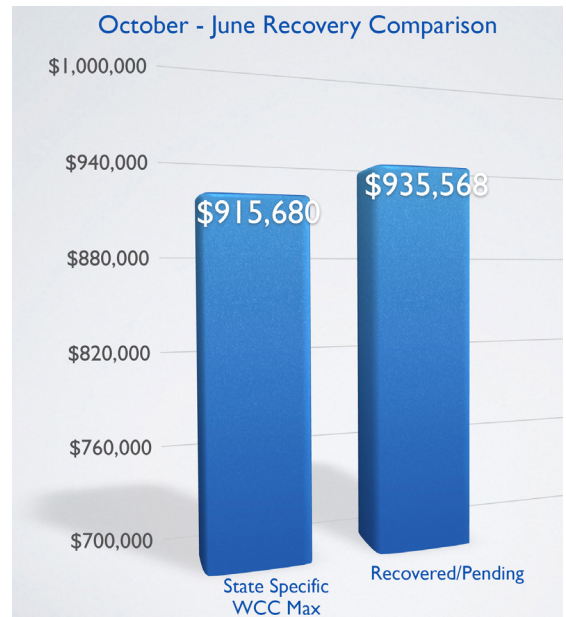 October - June Recovery Comparison
$1,000,000
$940,000
$880,000
$820,000
$760,000
$700,000
$915,680
$935,568
State Specific
WCC Max
Recovered/Pending